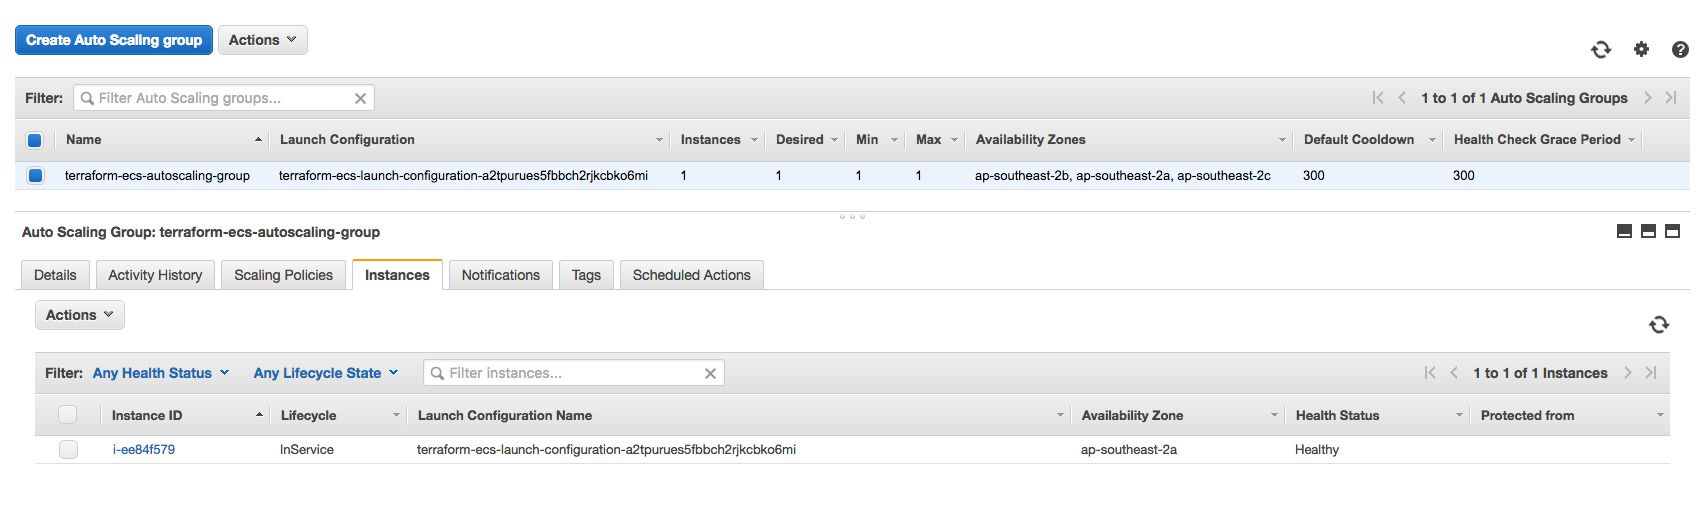 Create Auto Scaling group Actions
Filter: Filter Auto Scaling groups... 1 to 1 of 1 Auto Scaling Groups
Name Launch Configuration Instances Desired Min Max Availability Zones Default Cooldown Health Check Grace Period
terraform-ecs-autoscaling-group terraform-ecs-launch-configuration-a2tpurues5fbbch2rjkcbko6mi 1 1 1 1 ap-southeast-2b, ap-southeast-2a, ap-southeast-2c 300 300
Auto Scaling Group: terraform-ecs-autoscaling-group
Details Activity History Scaling Policies Instances Notifications Tags Scheduled Actions
Actions
Filter: Any Health Status Any Lifecycle State Filter instances... 1 to 1 of 1 Instances
Instance ID Lifecycle Launch Configuration Name Availability Zone Health Status Protected from
i-ee84f579 InService terraform-ecs-launch-configuration-a2tpurues5fbbch2rjkcbko6mi ap-southeast-2a Healthy